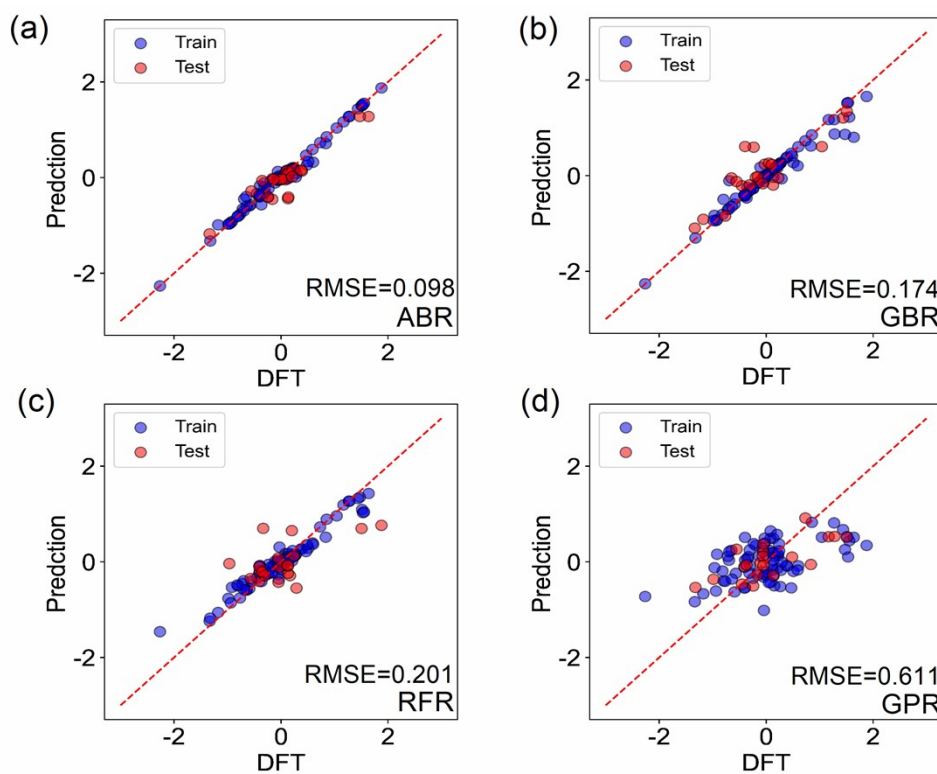 (a)
Train
Test
2
0
-2
Predction
RMSE=0.098
ABR
-2 0 2
DFT
(b)
Train
Test
2
0
-2
Prediction
RMSE=0.174
GBR
-2 0 2
DFT
(c)
Train
Test
2
0
-2
Predction
RMSE=0.201
RFR
-2 0 2
DFT
(d)
Train
Test
2
0
-2
Predction
RMSE=0.611
GPR
-2 0 2
DFT